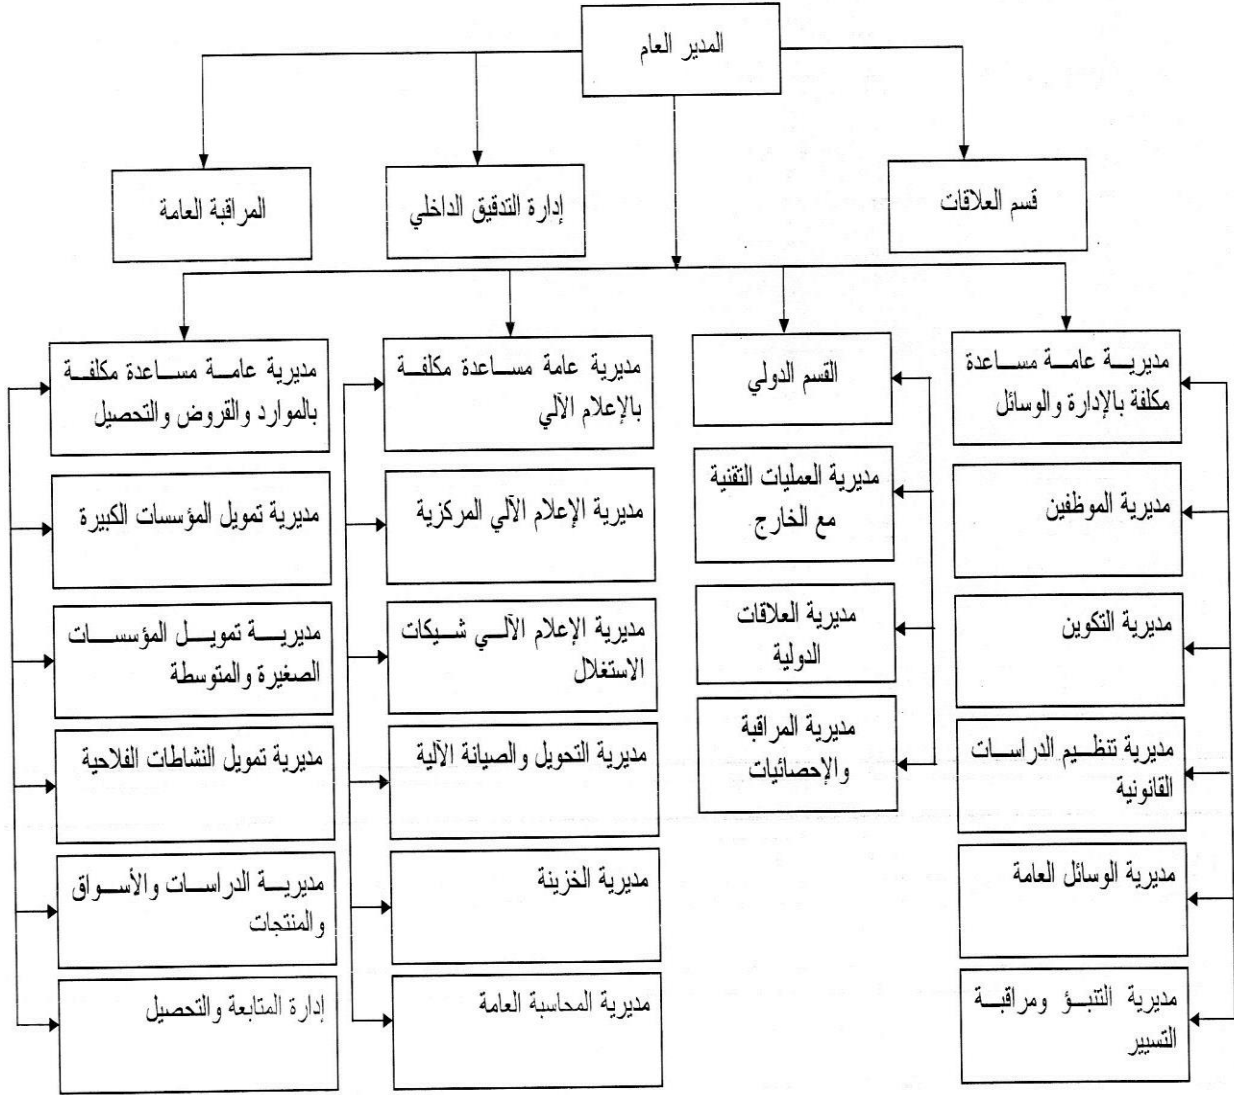 المدير العام
قسم العلاقات
إدارة التدقيق الداخلي
المراقبة العامة
مديرية عامة مساعدة
مكلفة بالإدارة والوسائل
مديرية الموظفين
مديرية التكوين
مديرية تنظيم الدراسات
القانونية
مديرية الوسائل العامة
مديرية التنبؤ ومراقبة
التسيير
القسم الدولي
مديرية العمليات التقنية
مع الخارج
مديرية العلاقات
الدولية
مديرية المراقبة
والإحصائيات
مديرية عامة مساعدة مكلفة
بالإعلام الآلي
مديرية الإعلام الآلي المركزية
مديرية الإعلام الآلي شيكات
الاستغلال
مديرية التحويل والصيانة الآلية
مديرية الخزينة
مديرية المحاسبة العامة
مديرية عامة مساعدة مكلفة
بالموارد والقروض والتحصيل
مديرية تمويل المؤسسات الكبيرة
مديرية تمويل المؤسسات
الصغيرة والمتوسطة
مديرية تمويل النشاطات الفلاحية
مديرية الدراسات والأسواق
والمنتجات
إدارة المتابعة والتحصيل